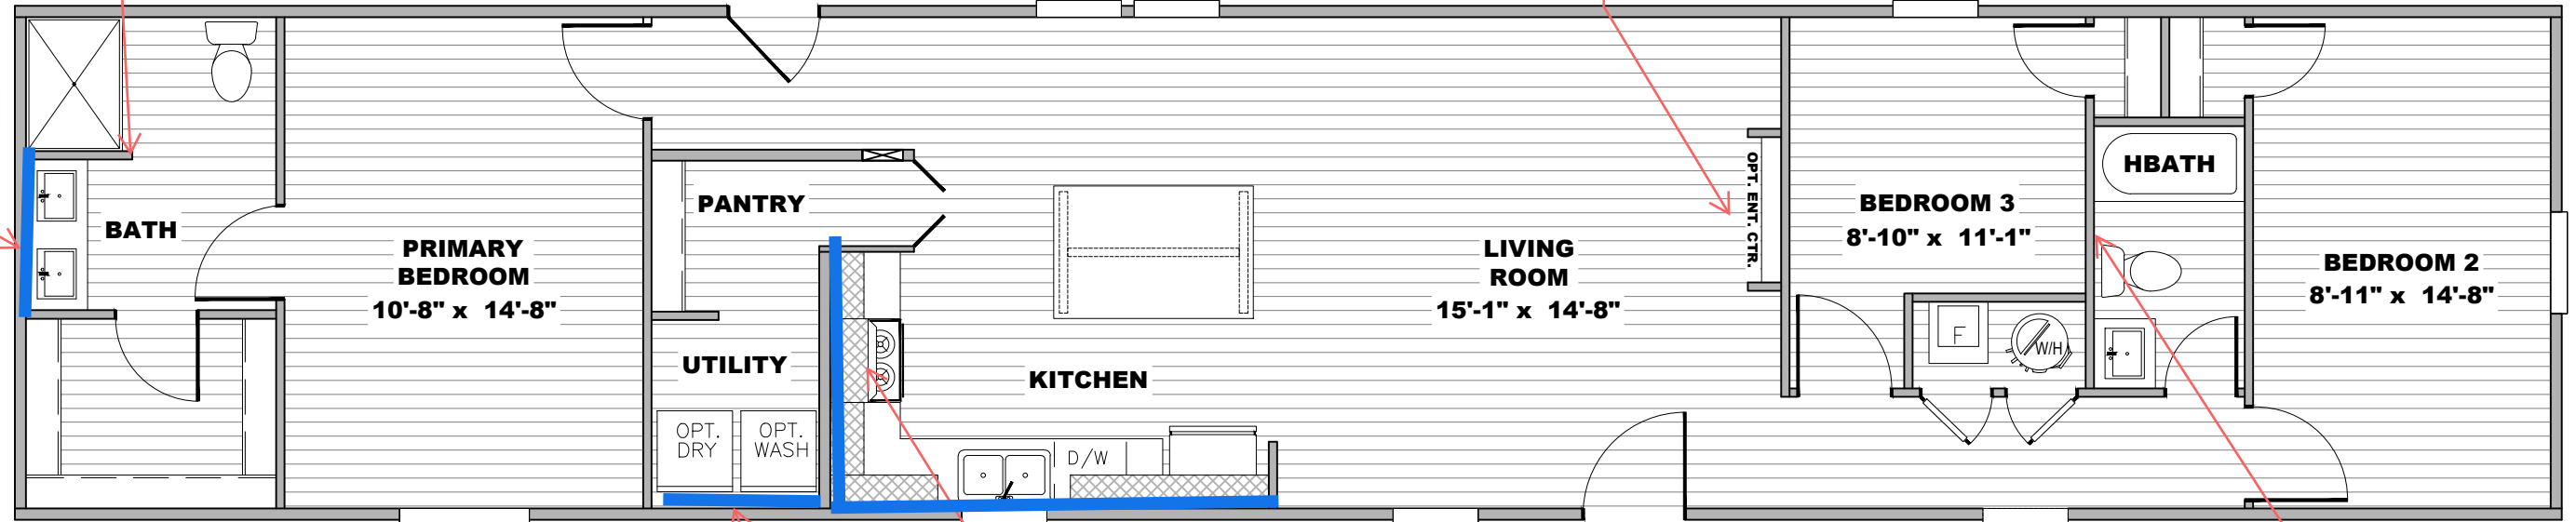 BATH
PRIMARY
BEDROOM
10'-8" x 14'-8"
PANTRY
UTILITY
OPT.
DRY
OPT.
WASH
KITCHEN
D/W
LIVING
ROOM
15'-1" x 14'-8"
OPT. ENT. CTR.
BEDROOM 3
8'-10" x 11'-1"
F
W/H
HBATH
BEDROOM 2
8'-11" x 14'-8"